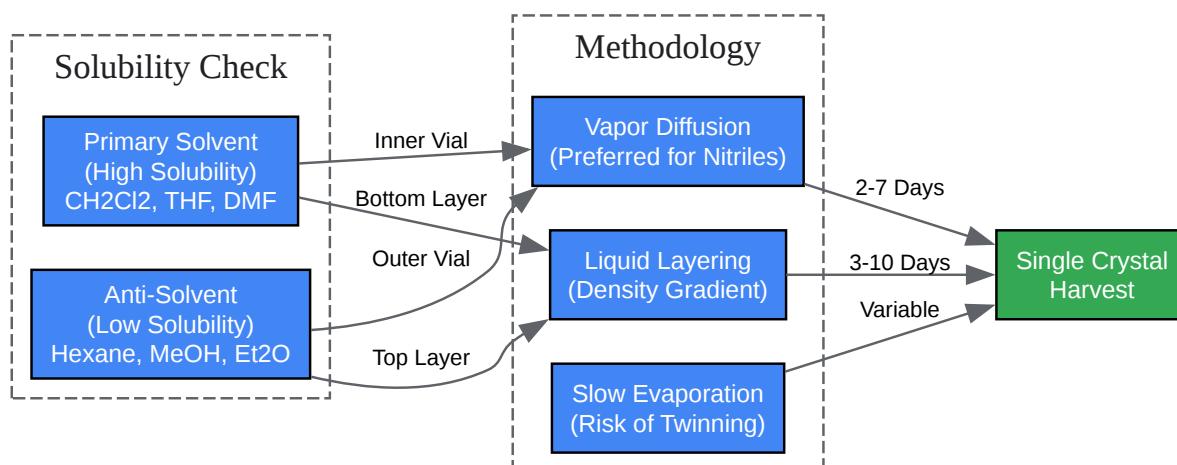 Solubility Check
Primary Solvent
(High Solubility)
CH2Cl2, THF, DMF
Anti-Solvent
(Low Solubility)
Hexane, MeOH, Et2O
Inner Vial
Bottom Layer
Outer Vial
Top Layer
Methodology
Vapor Diffusion
(Preferred for Nitriles)
Liquid Layering
(Density Gradient)
Slow Evaporation
(Risk of Twinning)
2-7 Days
3-10 Days
Variable
Single Crystal
Harvest